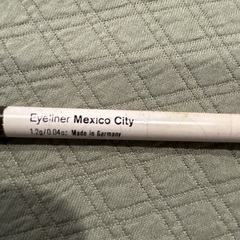 Eyeliner Mexico City
1.2g/0.04oz Made in Germany